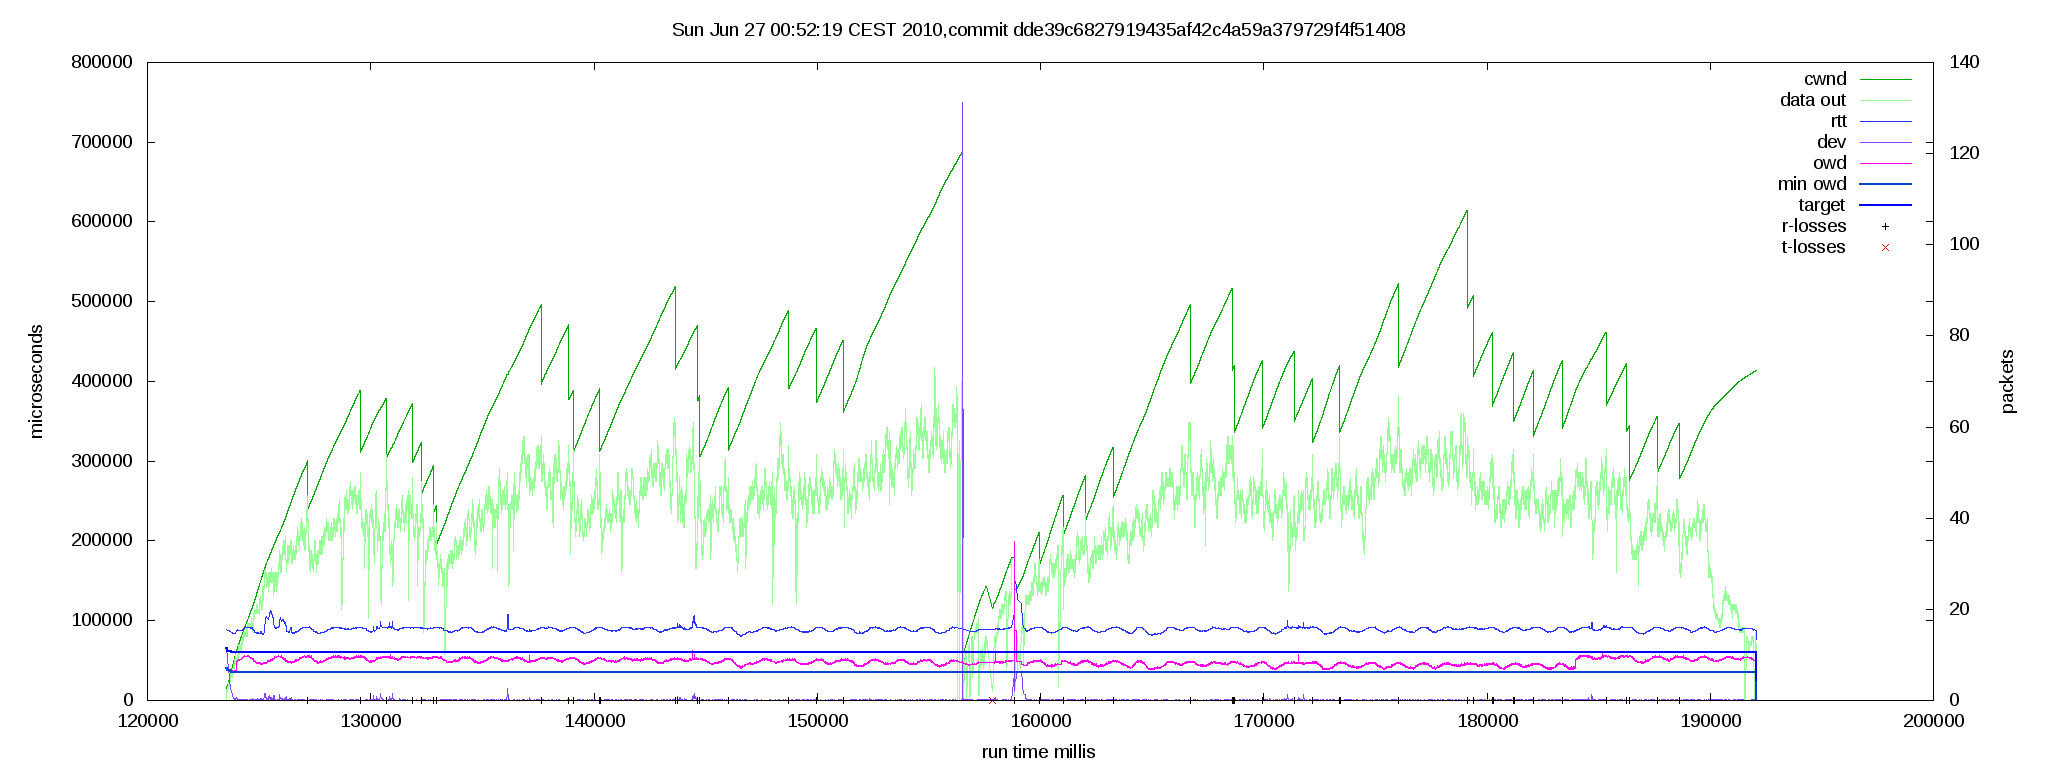 Sun Jun 27 00:52:19 CEST 2010,commit dde39c6827919435af42c4a59a379729f4f51408
800000
700000
600000
500000
400000
300000
200000
100000
0
microseconds
140
120
100
80
60
40
20
0
packets
cwnd
data out
rtt
dev
owd
min owd
target
r-losses
t-losses
120000 130000 140000 150000 160000 170000 180000 190000 200000
run time millis